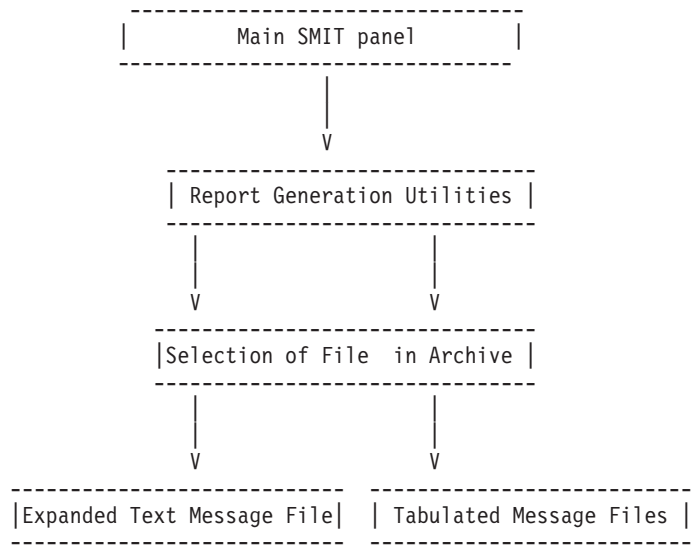 Main SMIT panel
V
Report Generation Utilities
V V
Selection of File in Archive
V V
Expanded Text Message File Tabulated Message Files